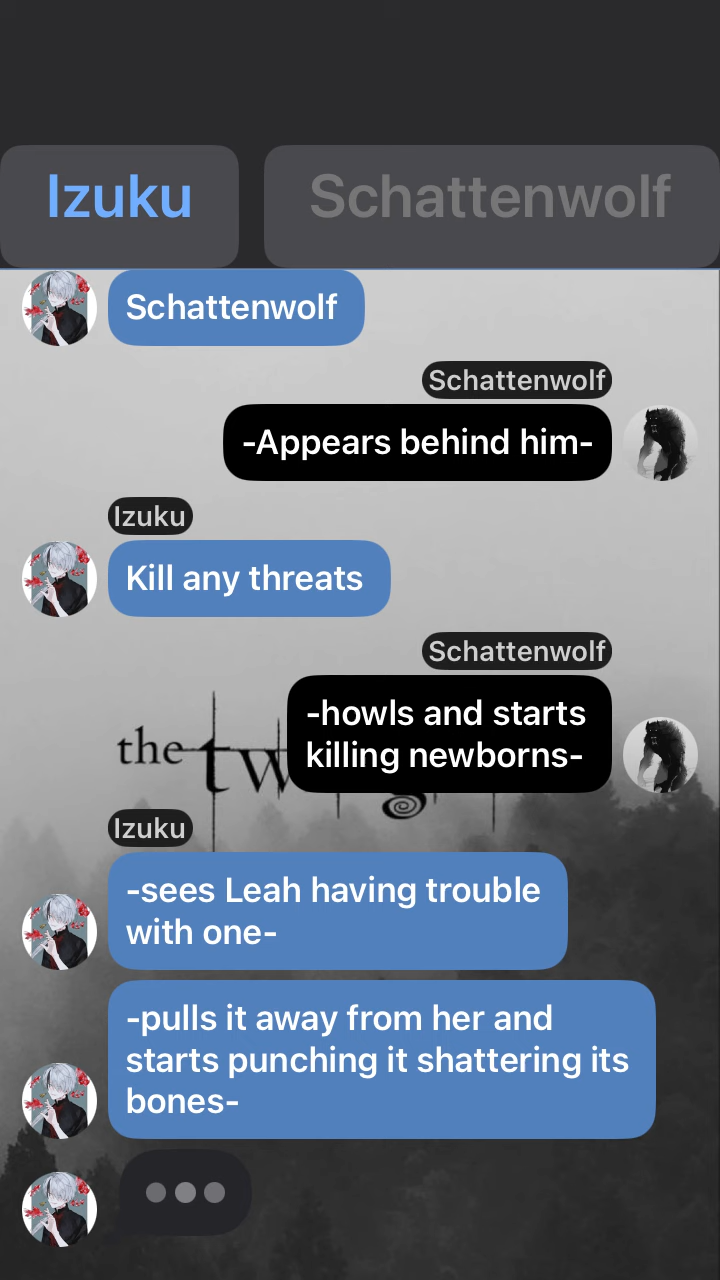 Izuku
Schattenwolf
Schattenwolf
Schattenwolf
-Appears behind him-
Izuku
Kill any threats
Schattenwolf
-howls and starts
killing newborns-
the tw
Izuku
-sees Leah having trouble
with one-
-pulls it away from her and
starts punching it shattering its
bones-